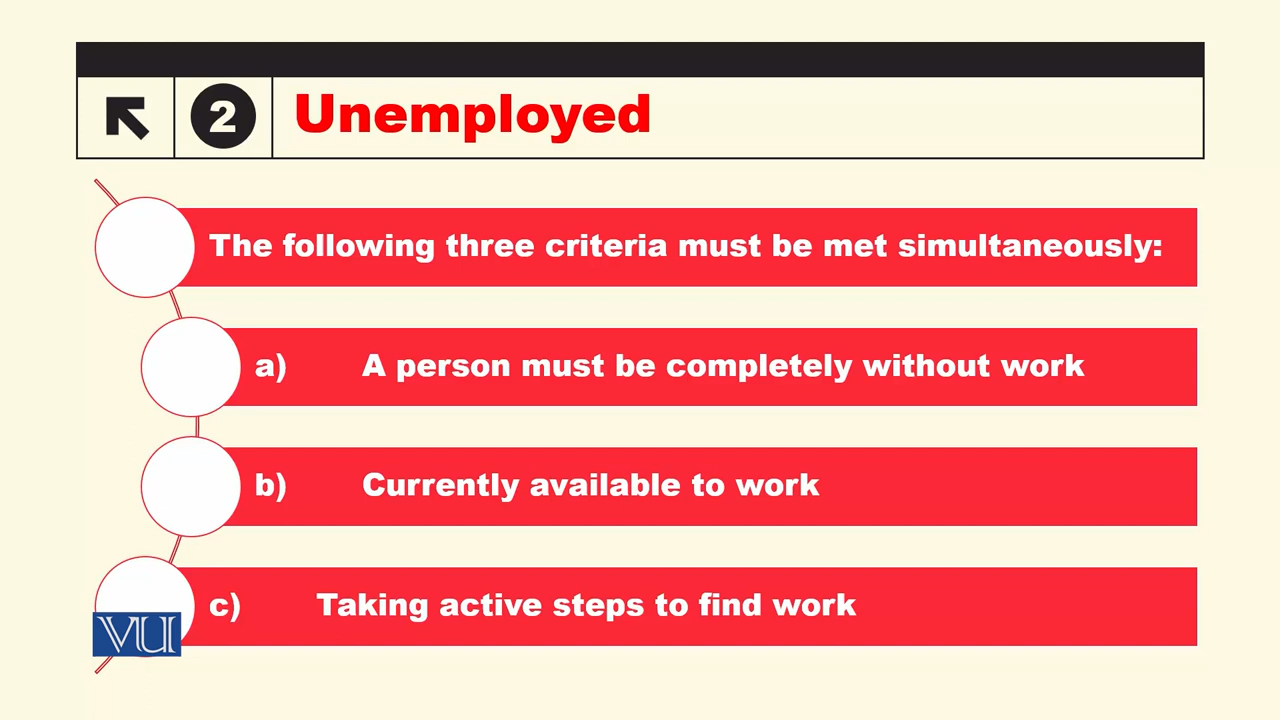 2 Unemployed
The following three criteria must be met simultaneously:
a) A person must be completely without work
b) Currently available to work
c) Taking active steps to find work
VU